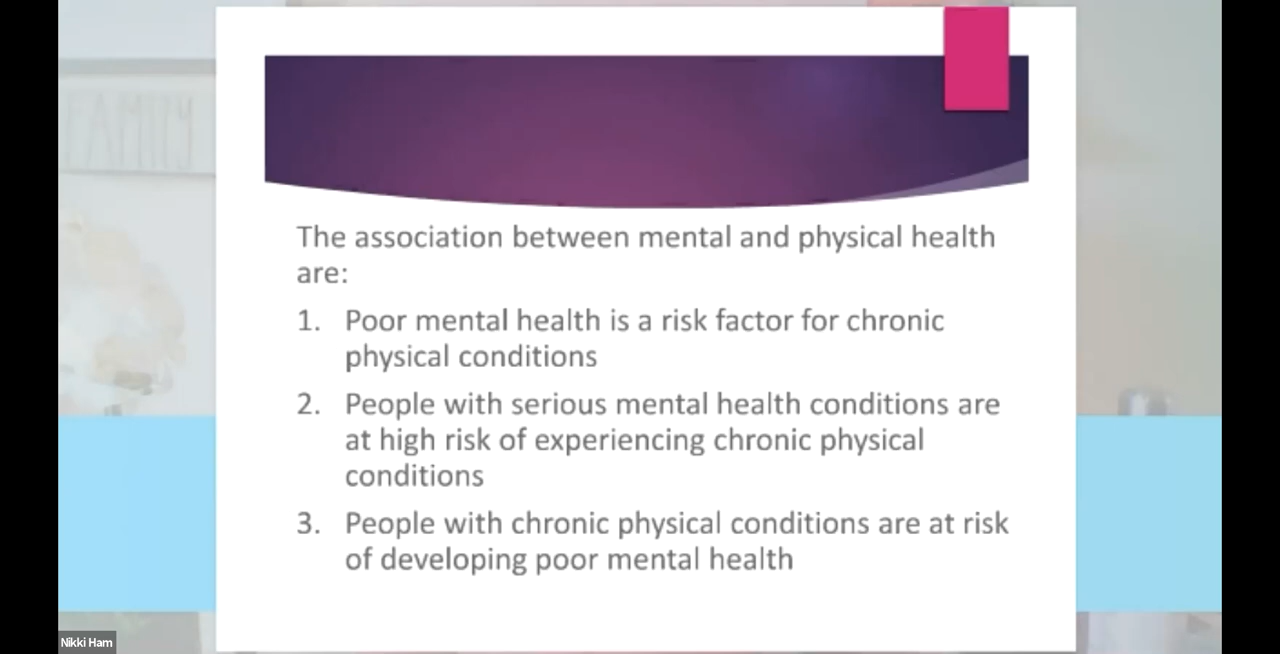 FAMILY
The association between mental and physical health
are:
1. Poor mental health is a risk factor for chronic
physical conditions
2. People with serious mental health conditions are
at high risk of experiencing chronic physical
conditions
3. People with chronic physical conditions are at risk
of developing poor mental health
Nikki Ham